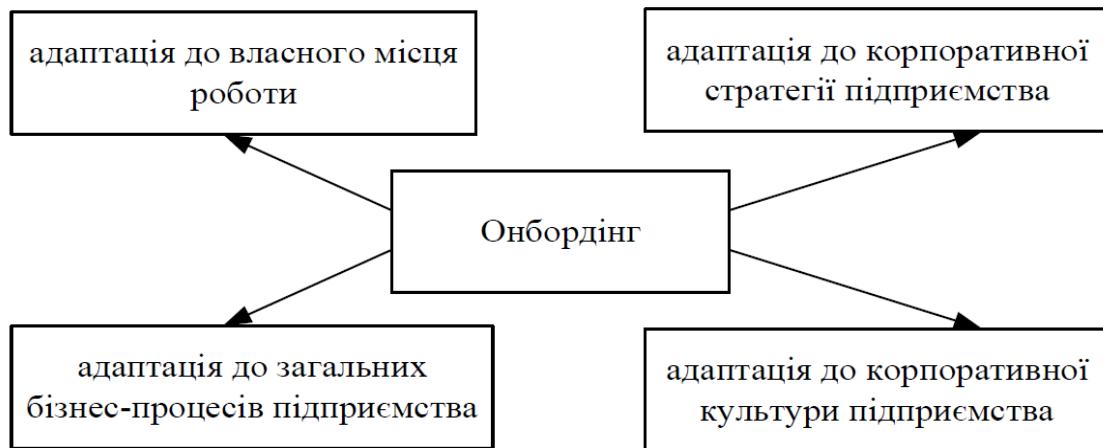 адаптація до власного місця
роботи
адаптація до корпоративної
стратегії підприємства
Онбордінг
адаптація до загальних
бізнес-процесів підприємства
адаптація до корпоративної
культури підприємства